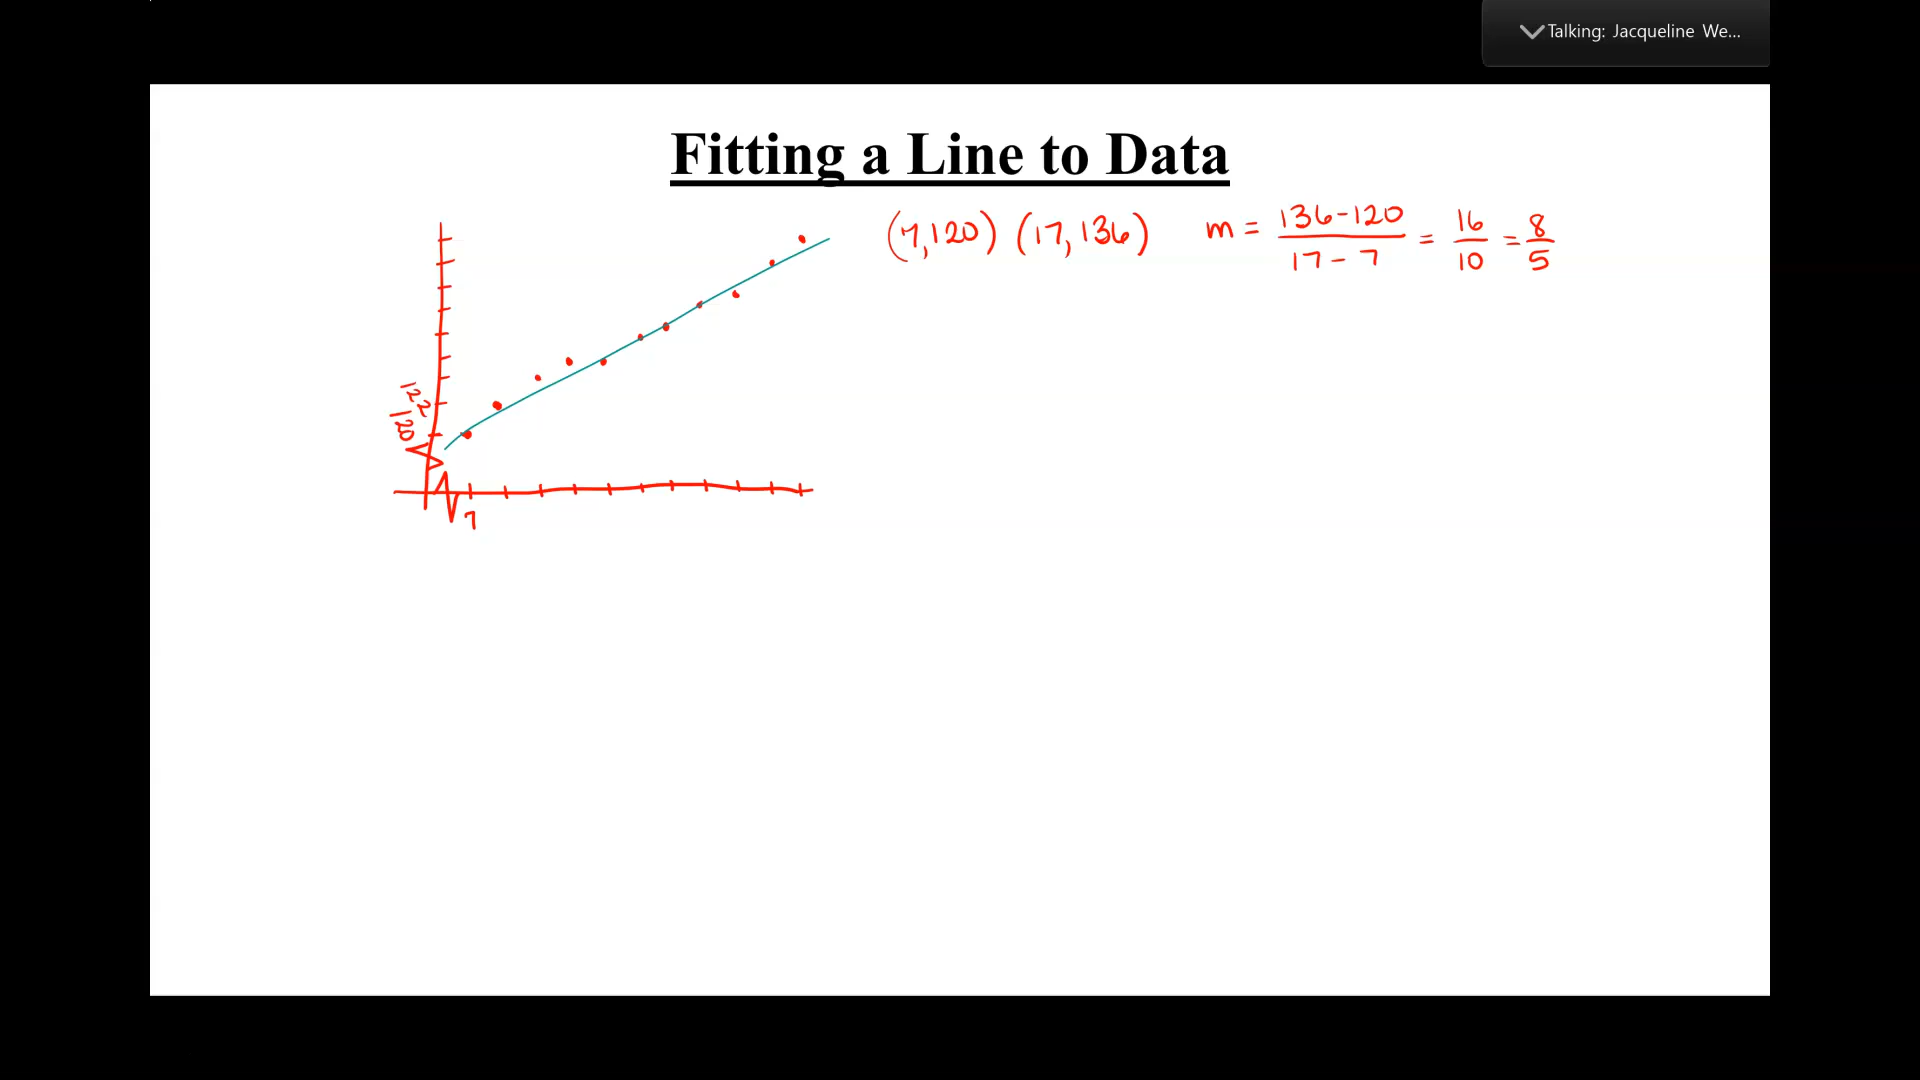 Talking: Jacqueline We...
Fitting a Line to Data
(7,120) (17,136) m = 136-120 / 17-7 = 16/10 = 8/5
122
120
7